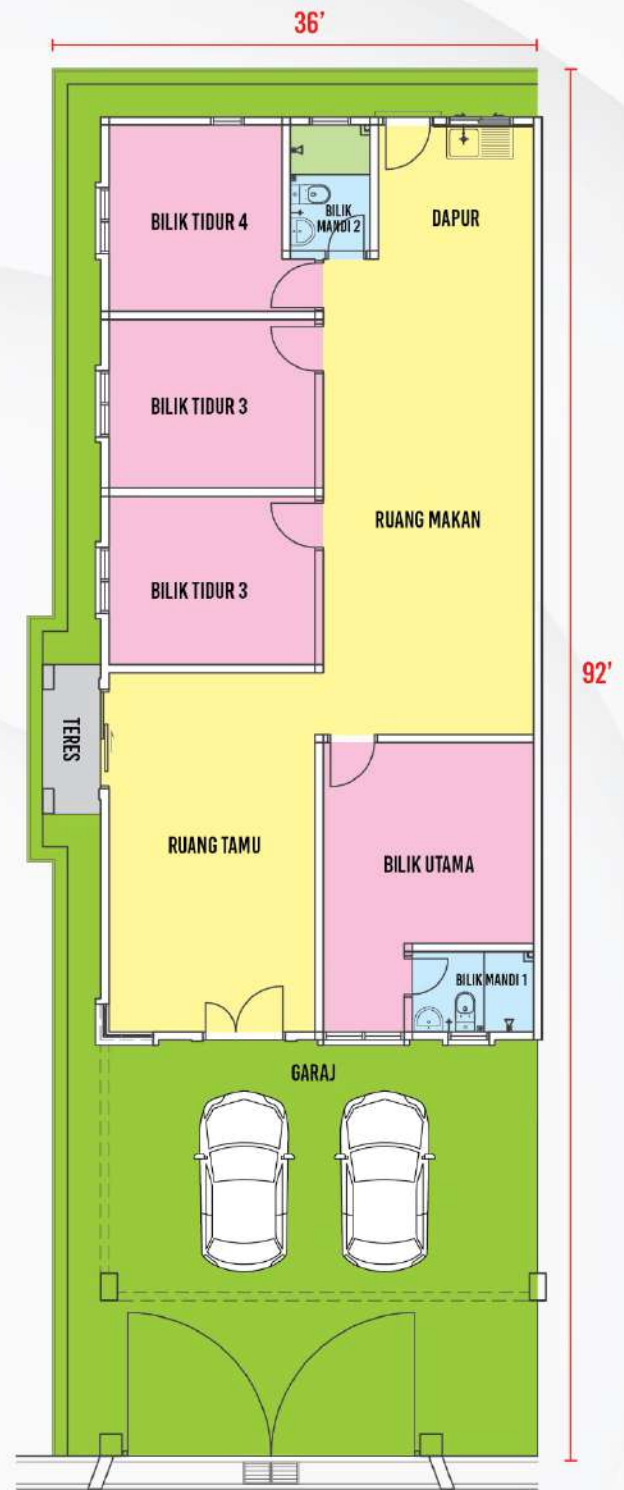 36'
BILIK TIDUR 4
BILIK
MANDI 2
DAPUR
BILIK TIDUR 3
RUANG MAKAN
BILIK TIDUR 3
92'
TERES
RUANG TAMU
BILIK UTAMA
BILIK MANDI 1
GARAJ